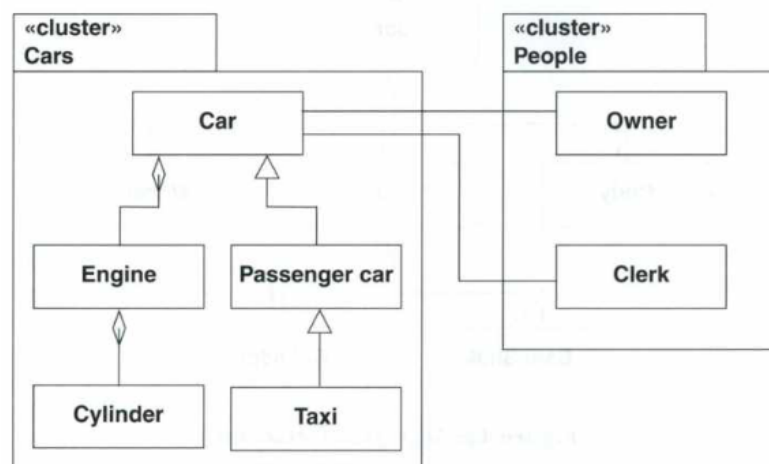 «cluster»
Cars
«cluster»
People
Car
Owner
Engine
Passenger car
Clerk
Cylinder
Taxi